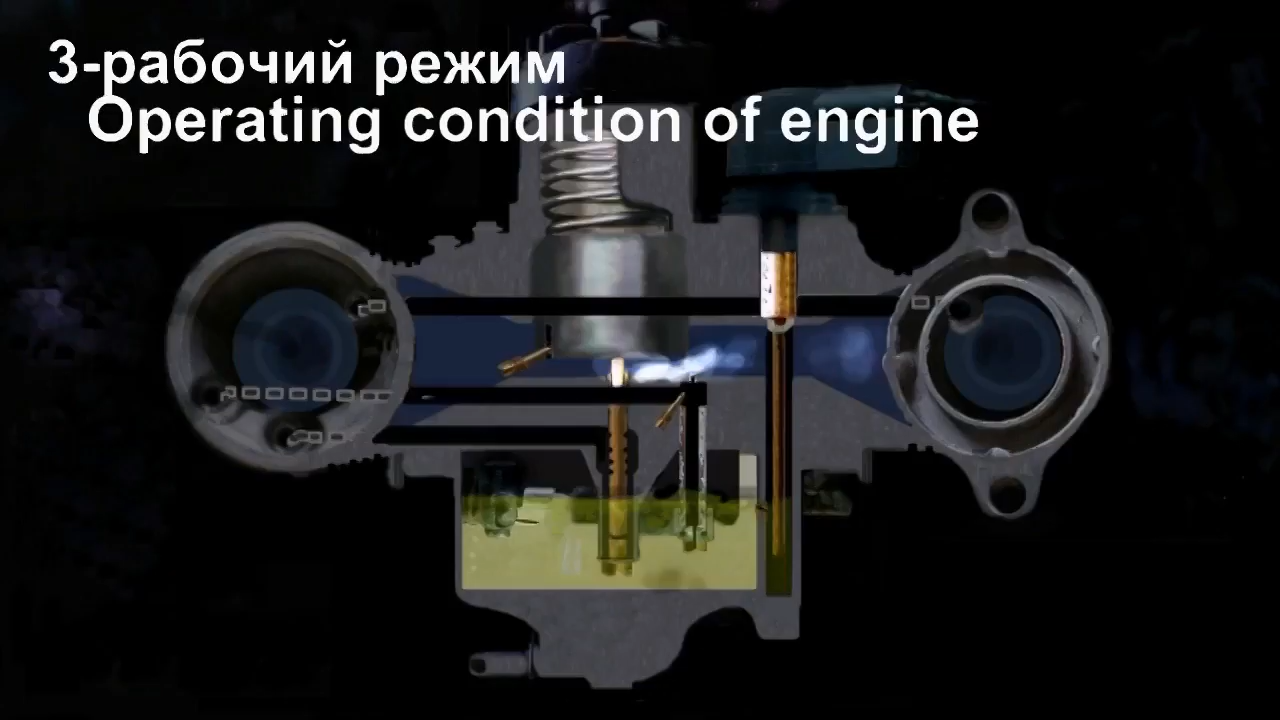 3-рабочий режим
Operating condition of engine